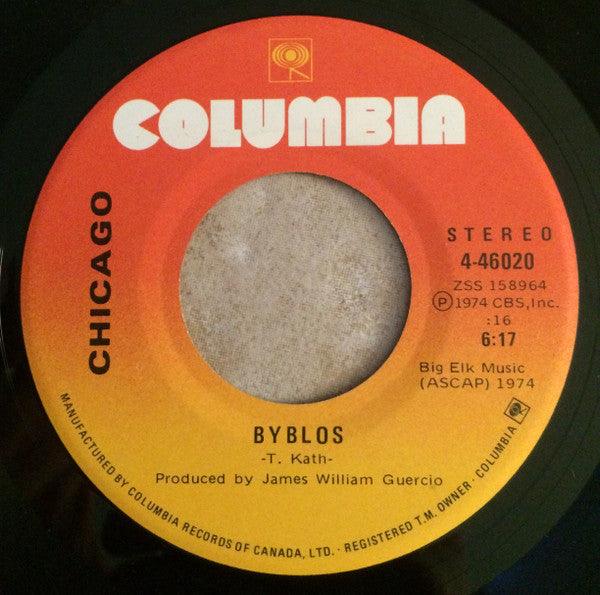 COLUMBIA
CHICAGO
STEREO
4-46020
ZSS 158964
Ⓟ1974 CBS,Inc.
:16
6:17
Big Elk Music
(ASCAP) 1974
BYBLOS
-T. Kath-
Produced by James William Guercio
MANUFACTURED BY COLUMBIA RECORDS OF CANADA, LTD. · REGISTERED T.M. OWNER · COLUMBIA